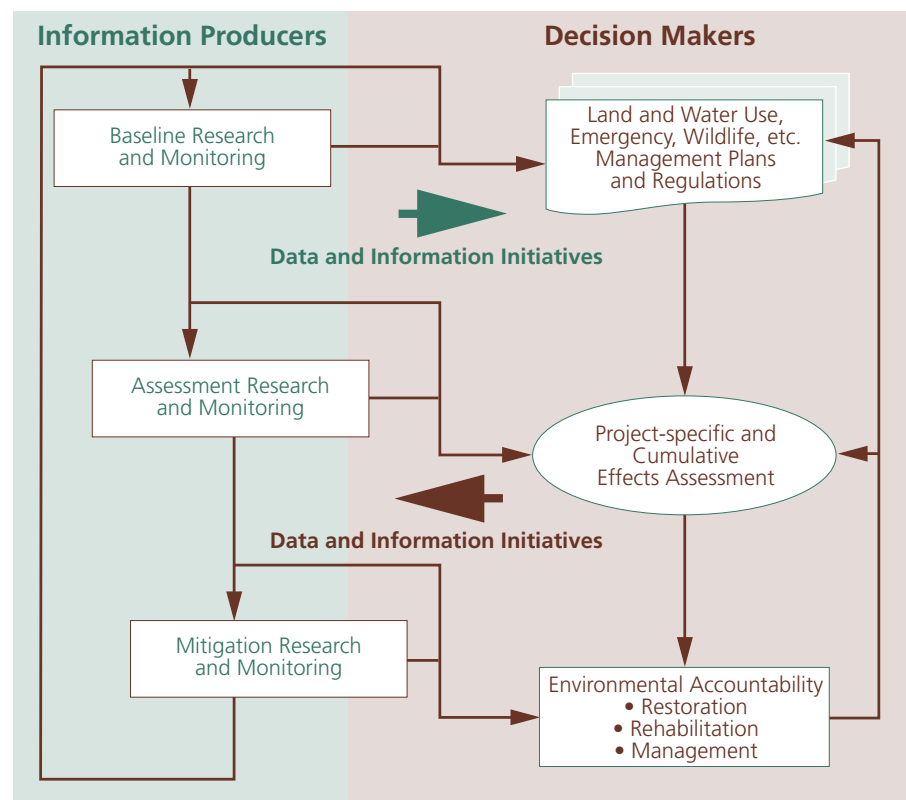 Information Producers
Decision Makers
Baseline Research
and Monitoring
Land and Water Use,
Emergency, Wildlife, etc.
Management Plans
and Regulations
Data and Information Initiatives
Assessment Research
and Monitoring
Project-specific and
Cumulative
Effects Assessment
Data and Information Initiatives
Mitigation Research
and Monitoring
Environmental Accountability
• Restoration
• Rehabilitation
• Management